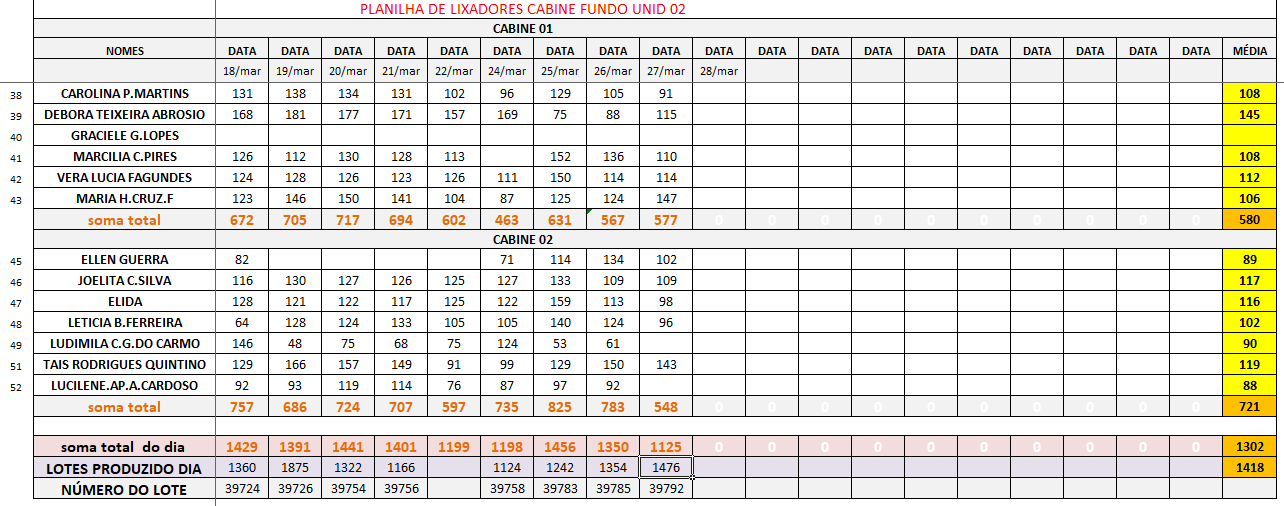 PLANILHA DE LIXADORES CABINE FUNDO UNID 02
CABINE 01
NOMES DATA DATA DATA DATA DATA DATA DATA DATA DATA DATA DATA DATA DATA DATA DATA DATA DATA DATA DATA MÉDIA
18/mar 19/mar 20/mar 21/mar 22/mar 24/mar 25/mar 26/mar 27/mar 28/mar
38 CAROLINA P.MARTINS 131 138 134 131 102 96 129 105 91 108
39 DEBORA TEIXEIRA ABROSIO 168 181 177 171 157 169 75 88 115 145
40 GRACIELE G.LOPES
41 MARCILIA C.PIRES 126 112 130 128 113 152 136 110 108
42 VERA LUCIA FAGUNDES 124 128 126 123 126 111 150 114 114 112
43 MARIA H.CRUZ.F 123 146 150 141 104 87 125 124 147 106
soma total 672 705 717 694 602 463 631 567 577 0 0 0 0 0 0 0 0 0 0 580
CABINE 02
45 ELLEN GUERRA 82 71 114 134 102 89
46 JOELITA C.SILVA 116 130 127 126 125 127 133 109 109 117
47 ELIDA 128 121 122 117 125 122 159 113 98 116
48 LETICIA B.FERREIRA 64 128 124 133 105 105 140 124 96 102
49 LUDIMILA C.G.DO CARMO 146 48 75 68 75 124 53 61 90
51 TAIS RODRIGUES QUINTINO 129 166 157 149 91 99 129 150 143 119
52 LUCILENE.AP.A.CARDOSO 92 93 119 114 76 87 97 92 88
soma total 757 686 724 707 597 735 825 783 548 0 0 0 0 0 0 0 0 0 0 721
soma total do dia 1429 1391 1441 1401 1199 1198 1456 1350 1125 0 0 0 0 0 0 0 0 0 0 1302
LOTES PRODUZIDO DIA 1360 1875 1322 1166 1124 1242 1354 1476 1418
NÚMERO DO LOTE 39724 39726 39754 39756 39758 39783 39785 39792